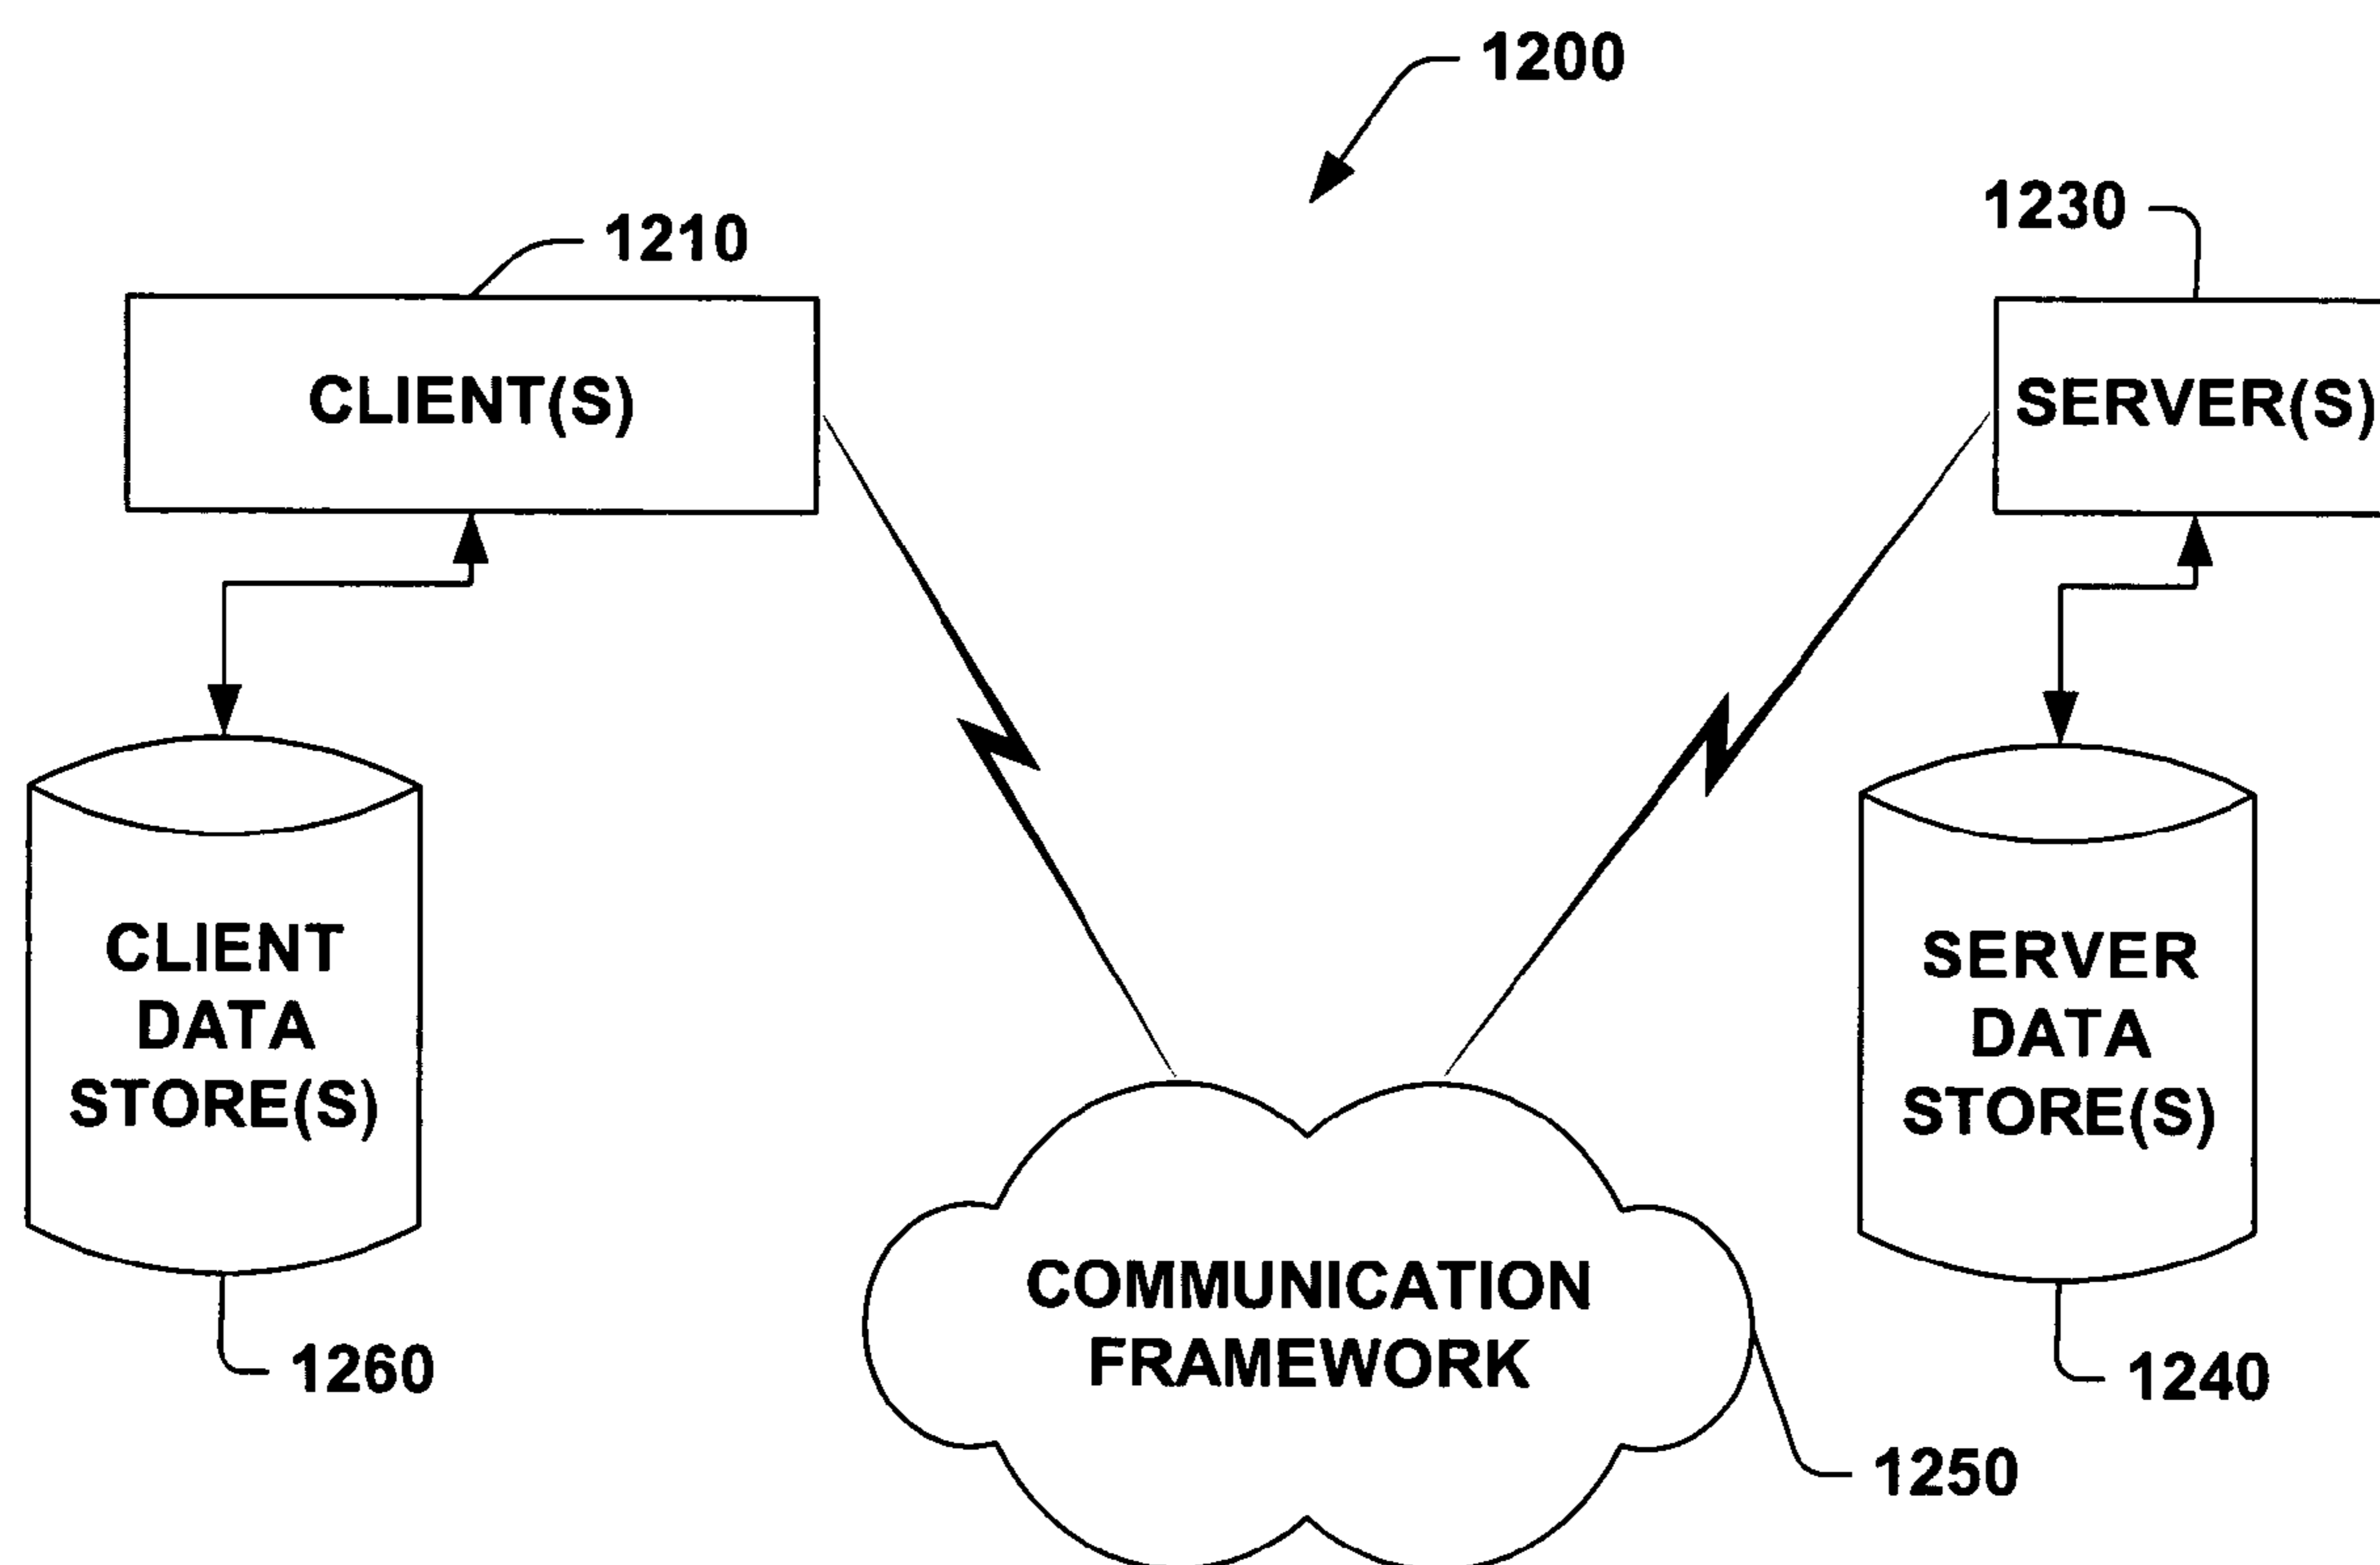 1200
1210
1230
CLIENT(S)
SERVER(S)
CLIENT
DATA
STORE(S)
SERVER
DATA
STORE(S)
COMMUNICATION
FRAMEWORK
1260
1240
1250